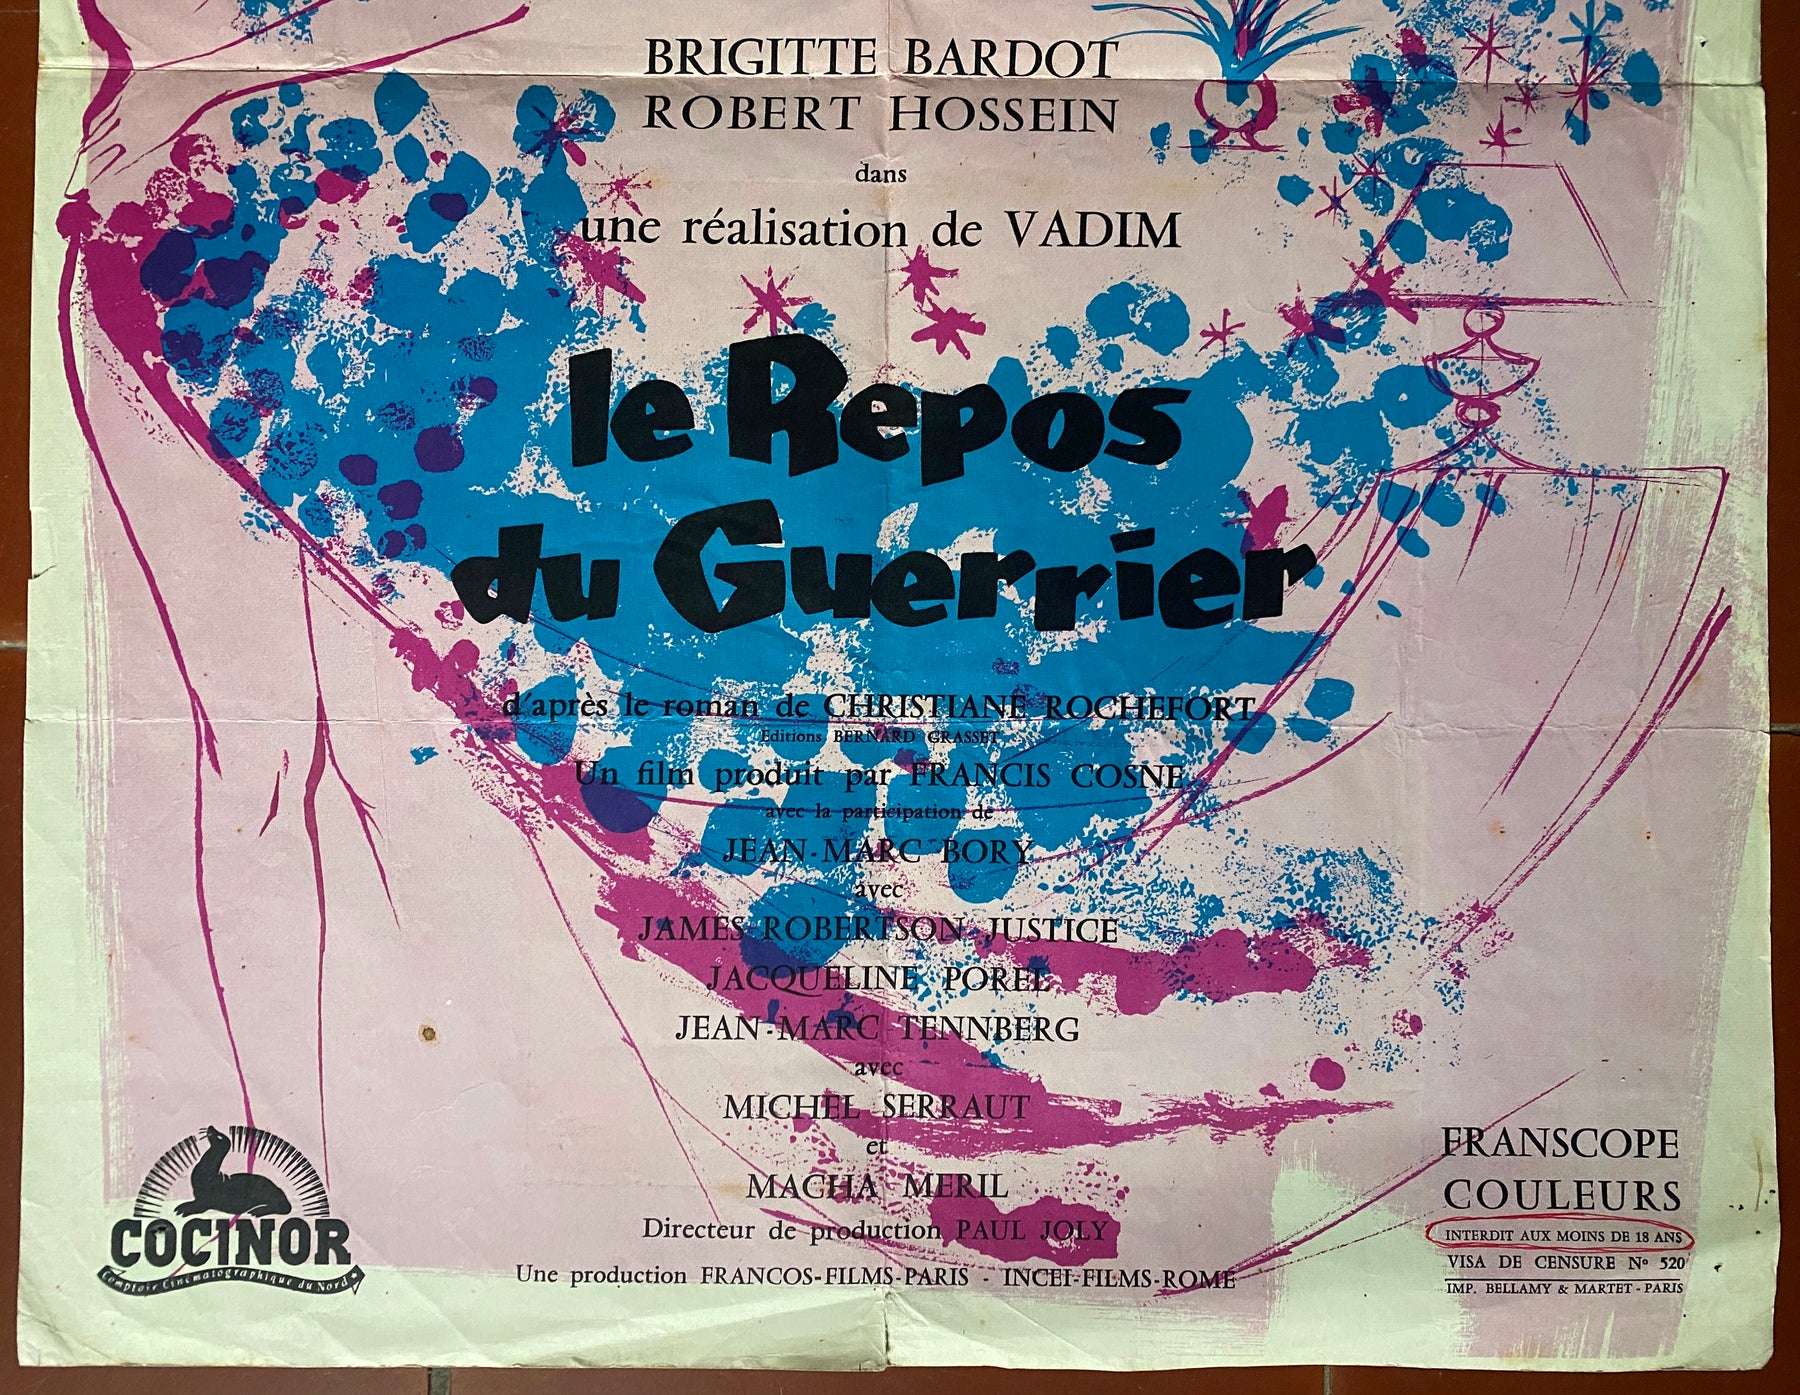 BRIGITTE BARDOT
ROBERT HOSSEIN
dans
une réalisation de VADIM
le Repos
du Guerrier
d'après le roman de CHRISTIANE ROCHEFORT
Editions BERNARD GRASSET
Un film produit par FRANCIS COSNE
avec la participation de
JEAN-MARC BORY
avec
JAMES ROBERTSON JUSTICE
JACQUELINE POREL
JEAN-MARC TENNBERG
avec
MICHEL SERRAUT
et
MACHA MERIL
Directeur de production PAUL JOLY
Une production FRANCOS-FILMS-PARIS - INCEI-FILMS-ROME
COCINOR
Comptoir Cinématographique du Nord
FRANSCOPE
COULEURS
INTERDIT AUX MOINS DE 18 ANS
VISA DE CENSURE Nº 520
IMP. BELLAMY & MARTET - PARIS